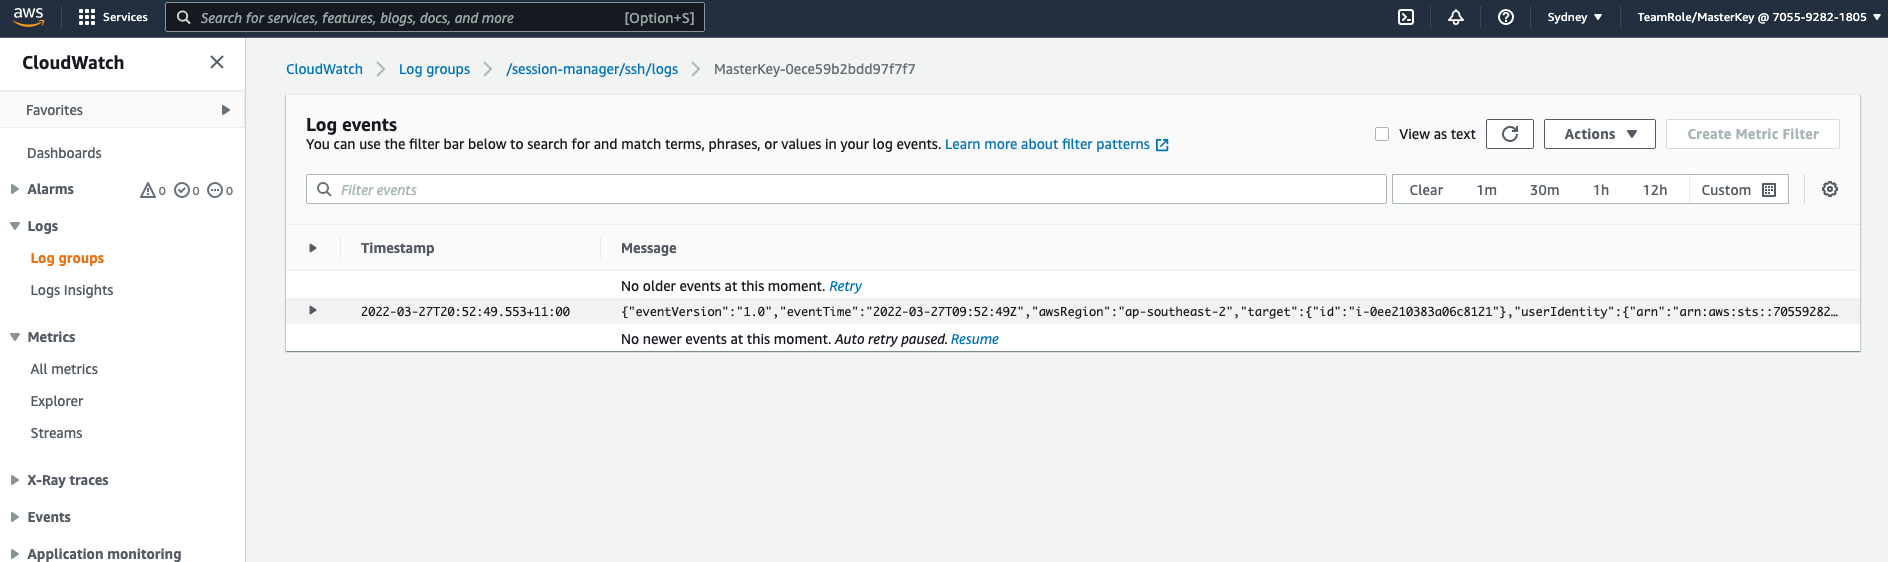 aws
Services
Search for services, features, blogs, docs, and more
[Option+S]
Sydney
TeamRole/MasterKey @ 7055-9282-1805
CloudWatch
Favorites
Dashboards
Alarms
0
0
0
Logs
Log groups
Logs Insights
Metrics
All metrics
Explorer
Streams
X-Ray traces
Events
Application monitoring
CloudWatch
Log groups
/session-manager/ssh/logs
MasterKey-0ece59b2bdd97f7f7
Log events
You can use the filter bar below to search for and match terms, phrases, or values in your log events. Learn more about filter patterns
View as text
Actions
Create Metric Filter
Filter events
Clear
1m
30m
1h
12h
Custom
Timestamp
Message
No older events at this moment. Retry
2022-03-27T20:52:49.553+11:00
{"eventVersion":"1.0","eventTime":"2022-03-27T09:52:49Z","awsRegion":"ap-southeast-2","target":{"id":"i-0ee210383a06c8121"},"userIdentity":{"arn":"arn:aws:sts::70559282…
No newer events at this moment. Auto retry paused. Resume